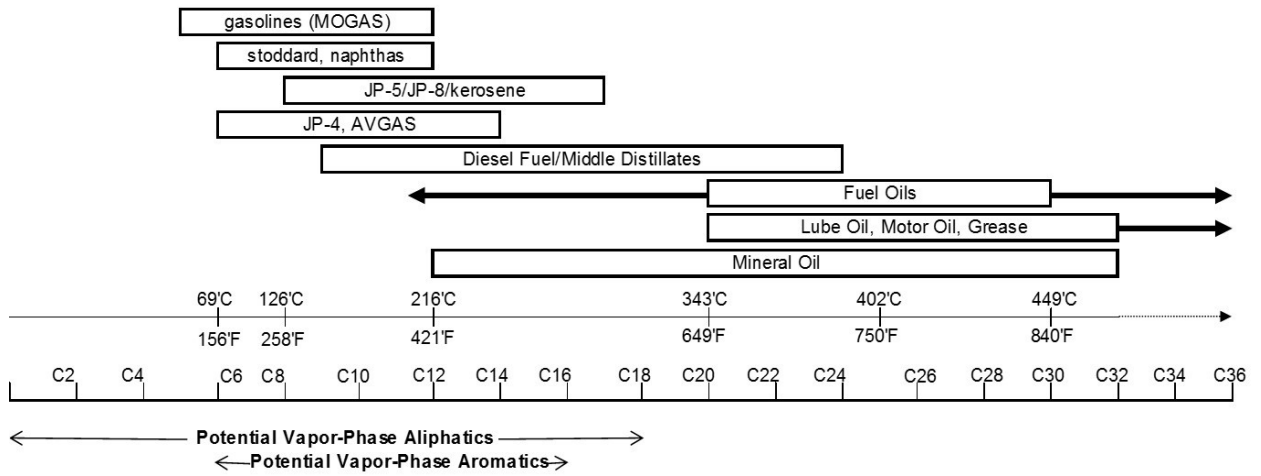 gasolines (MOGAS)
stoddard, naphthas
JP-5/JP-8/kerosene
JP-4, AVGAS
Diesel Fuel/Middle Distillates
Fuel Oils
Lube Oil, Motor Oil, Grease
Mineral Oil
69'C 126'C 216'C 343'C 402'C 449'C
156'F 258'F 421'F 649'F 750'F 840'F
C2 C4 C6 C8 C10 C12 C14 C16 C18 C20 C22 C24 C26 C28 C30 C32 C34 C36
Potential Vapor-Phase Aliphatics
Potential Vapor-Phase Aromatics